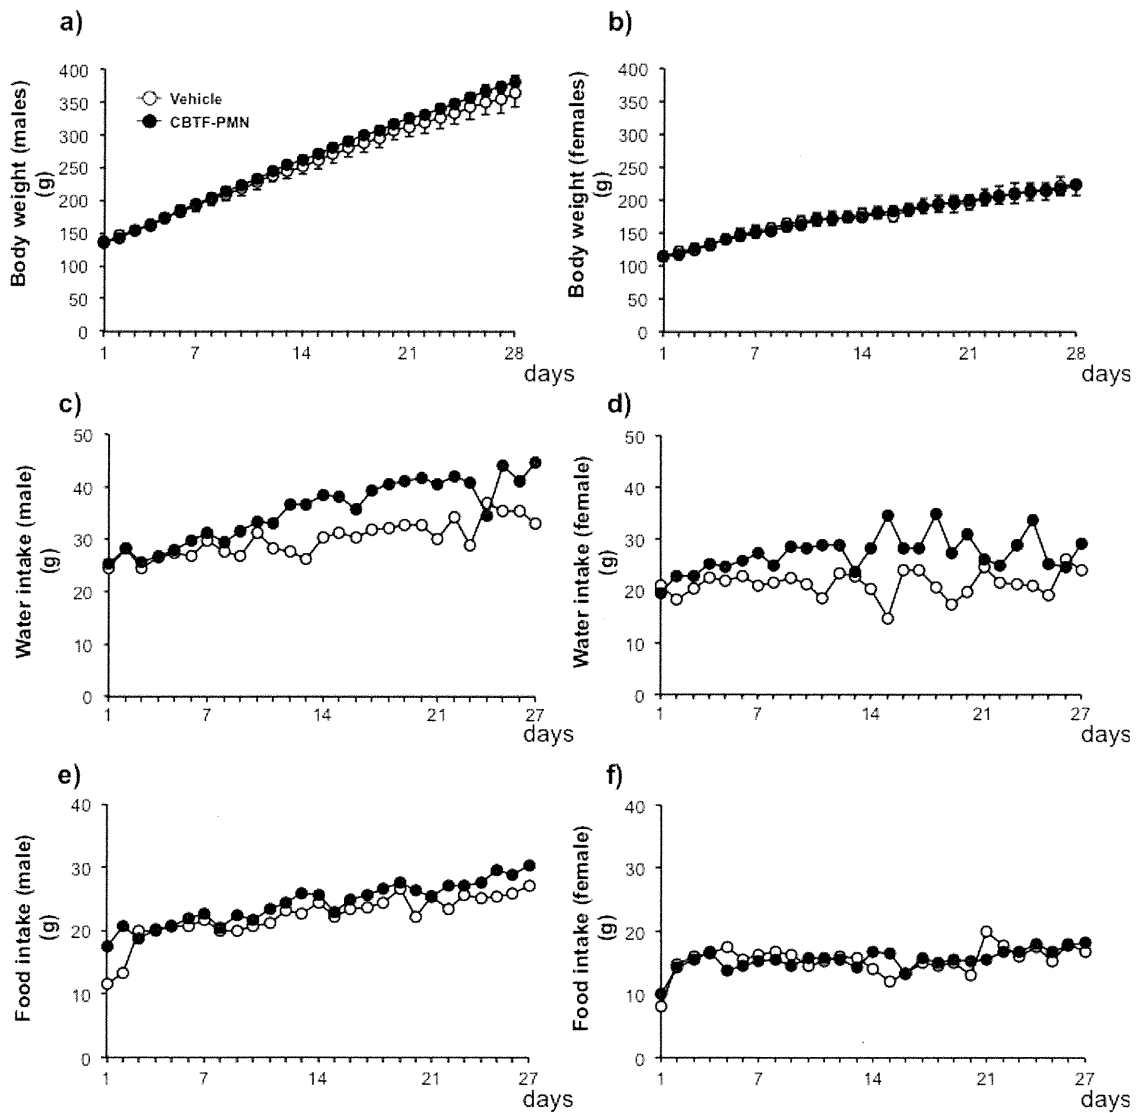 a)
Body weight (males)
(g)
400
350
300
250
200
150
100
50
0
Vehicle
CBTF-PMN
1
7
14
21
28
days
b)
Body weight (females)
(g)
400
350
300
250
200
150
100
50
0
1
7
14
21
28
days
c)
Water intake (male)
(g)
50
40
30
20
10
0
1
7
14
21
27
days
d)
Water intake (female)
(g)
50
40
30
20
10
0
1
7
14
21
27
days
e)
Food intake (male)
(g)
40
30
20
10
0
1
7
14
21
27
days
f)
Food intake (female)
(g)
40
30
20
10
0
1
7
14
21
27
days